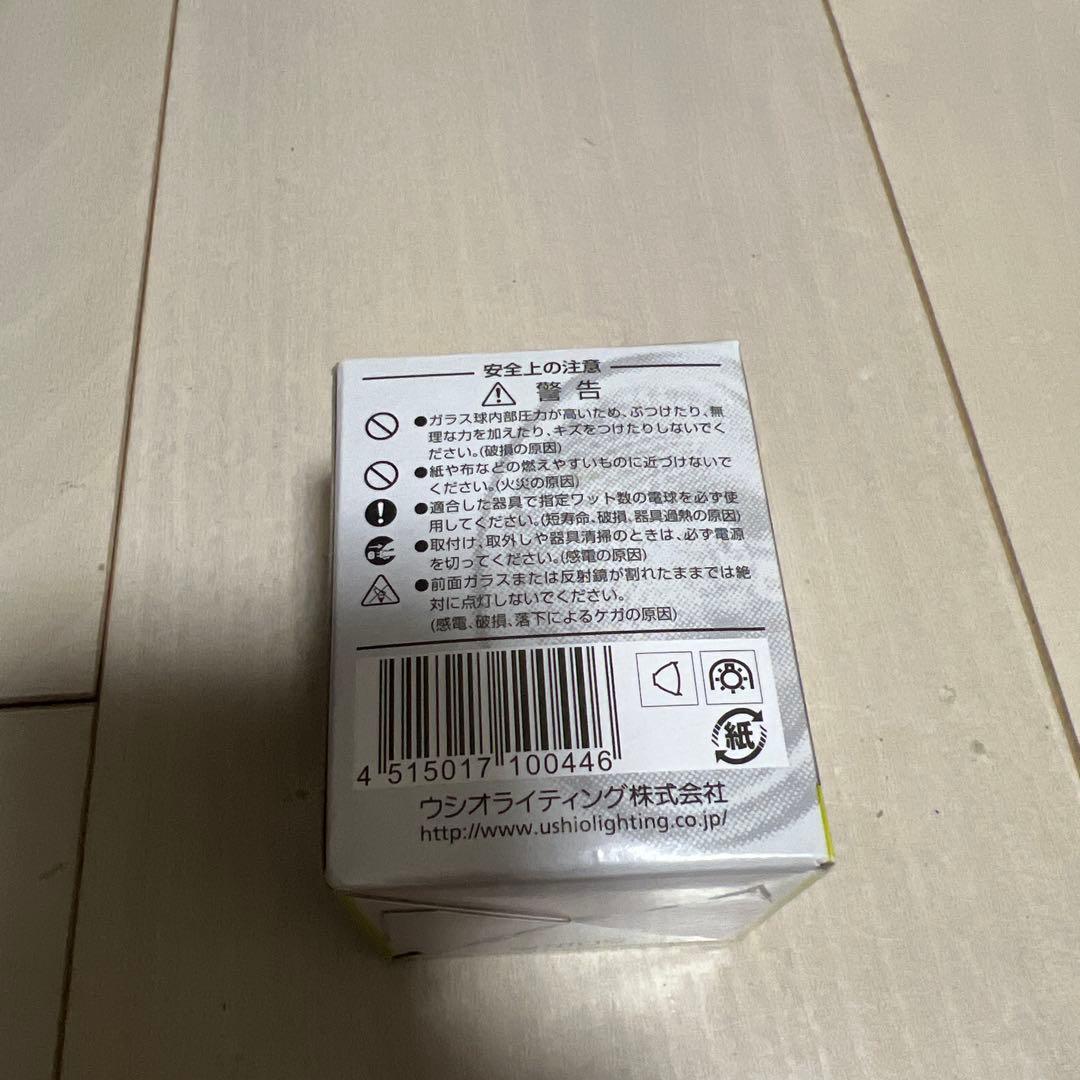 安全上の注意
警告
●ガラス球内部圧力が高いため、ぶつけたり、無
理な力を加えたり、キズをつけたりしないでく
ださい。(破損の原因)
●紙や布などの燃えやすいものに近づけないで
ください。(火災の原因)
●適合した器具で指定ワット数の電球を必ず使
用してください。(短寿命、破損、器具過熱の原因)
●取付け、取外しや器具清掃のときは、必ず電源
を切ってください。(感電の原因)
●前面ガラスまたは反射鏡が割れたままでは絶
対に点灯しないでください。
(感電、破損、落下によるケガの原因)
紙
4 515017 100446
ウシオライティング株式会社
http://www.ushiolighting.co.jp/